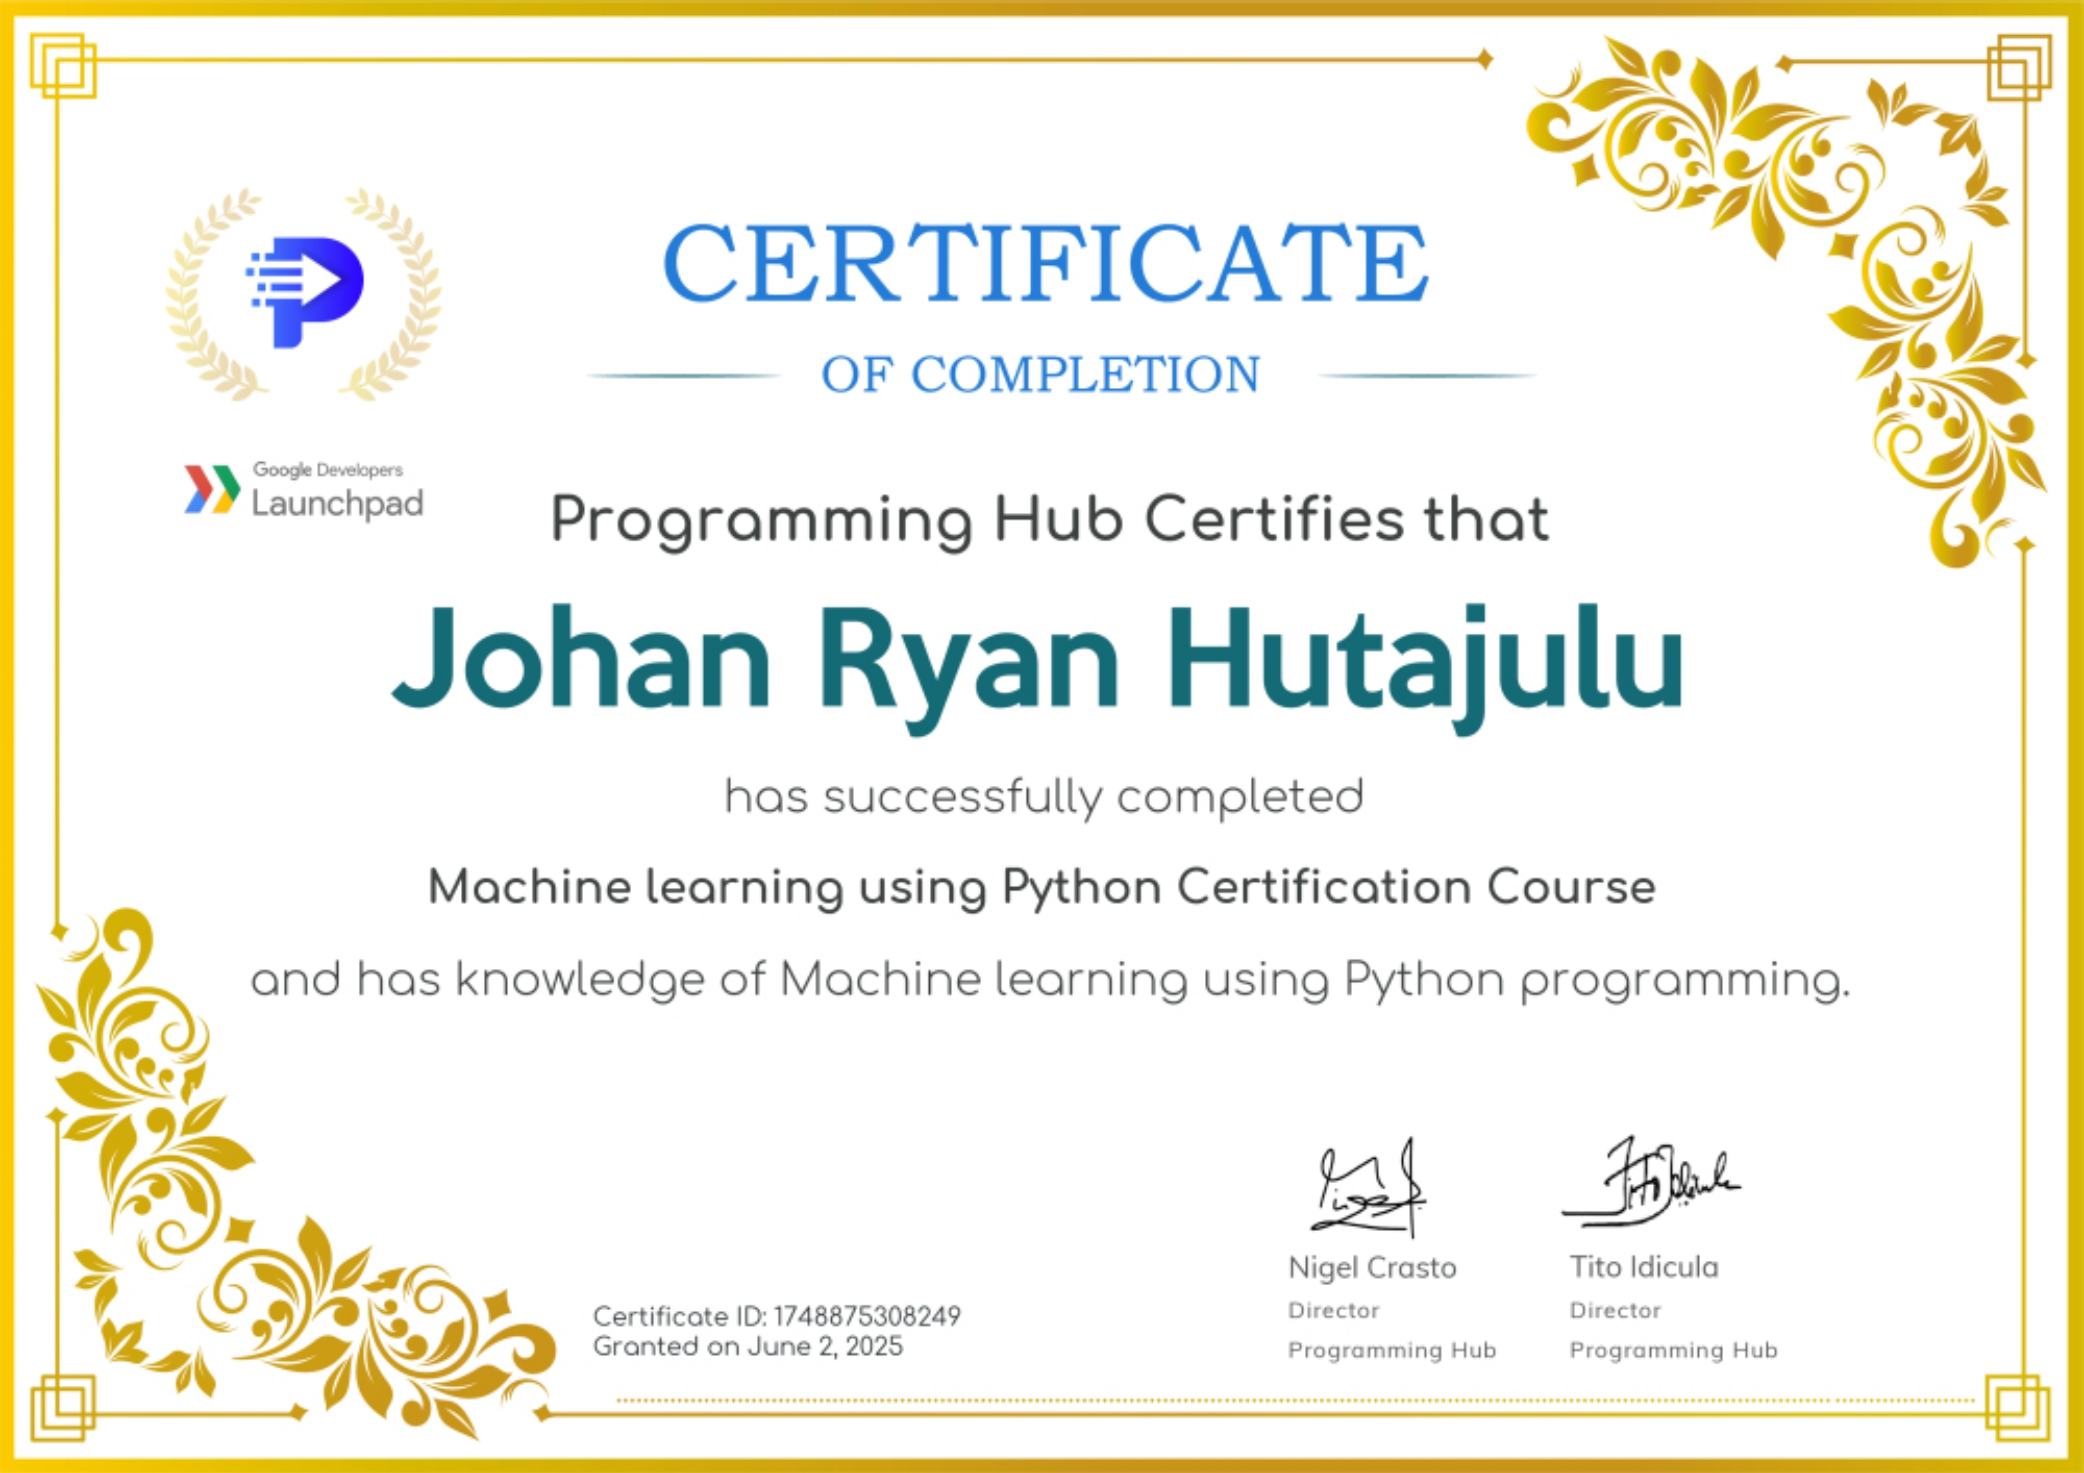 CERTIFICATE
OF COMPLETION
Google Developers
Launchpad
Programming Hub Certifies that
Johan Ryan Hutajulu
has successfully completed
Machine learning using Python Certification Course
and has knowledge of Machine learning using Python programming.
Certificate ID: 1748875308249
Granted on June 2, 2025
Nigel Crasto
Director
Programming Hub
Tito Idicula
Director
Programming Hub